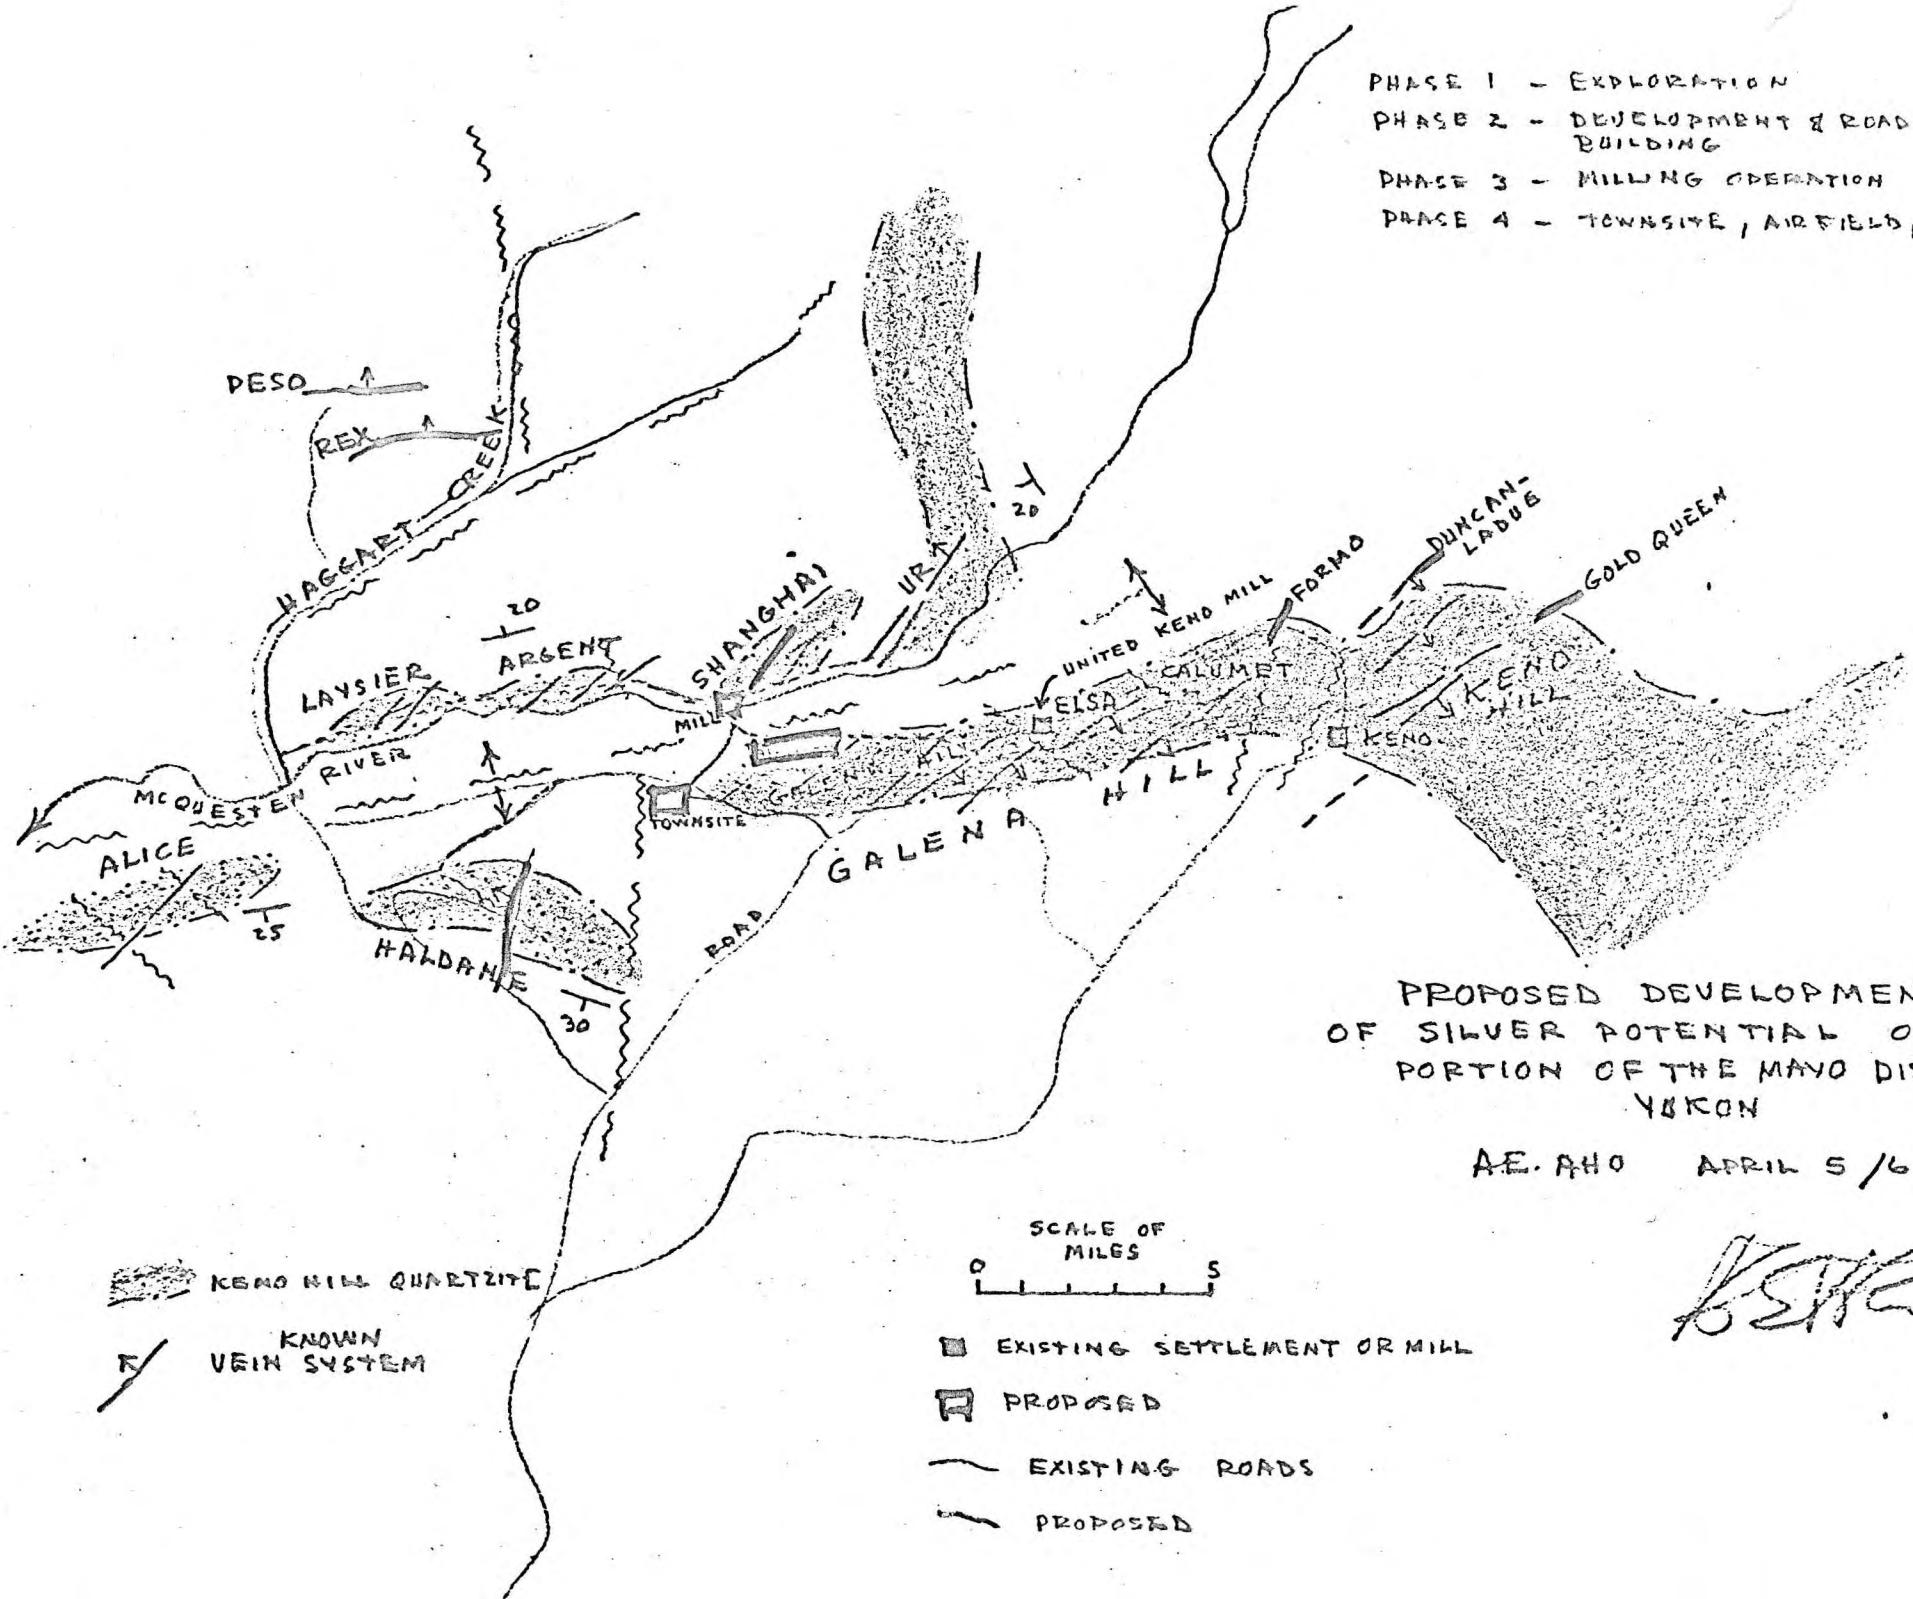 PHASE 1 - EXPLORATION
PHASE 2 - DEVELOPMENT & ROAD
BUILDING
PHASE 3 - MILLING OPERATION
PHASE 4 - TOWNSITE, AIRFIELD,
PESO
REX
HAGGART CREEK
20
DUNCAN-
LADUE
GOLD QUEEN
FORMO
UR
SHANGHAI
20
ARGENT
LAYSIER
UNITED KENO MILL
CALUMET
KENO
HILL
ELSA
MILL
KENO
RIVER
MCQUESTEN
GALENA HILL
TOWNSITE
GALENA HILL
ALICE
25
HALDANE
30
ROAD
PROPOSED DEVELOPMEN
OF SILVER POTENTIAL O
PORTION OF THE MAYO DI
YUKON
A.E. AHO APRIL 5/6
SCALE OF
MILES
0 5
KENO HILL QUARTZITE
KNOWN
VEIN SYSTEM
EXISTING SETTLEMENT OR MILL
PROPOSED
EXISTING ROADS
PROPOSED